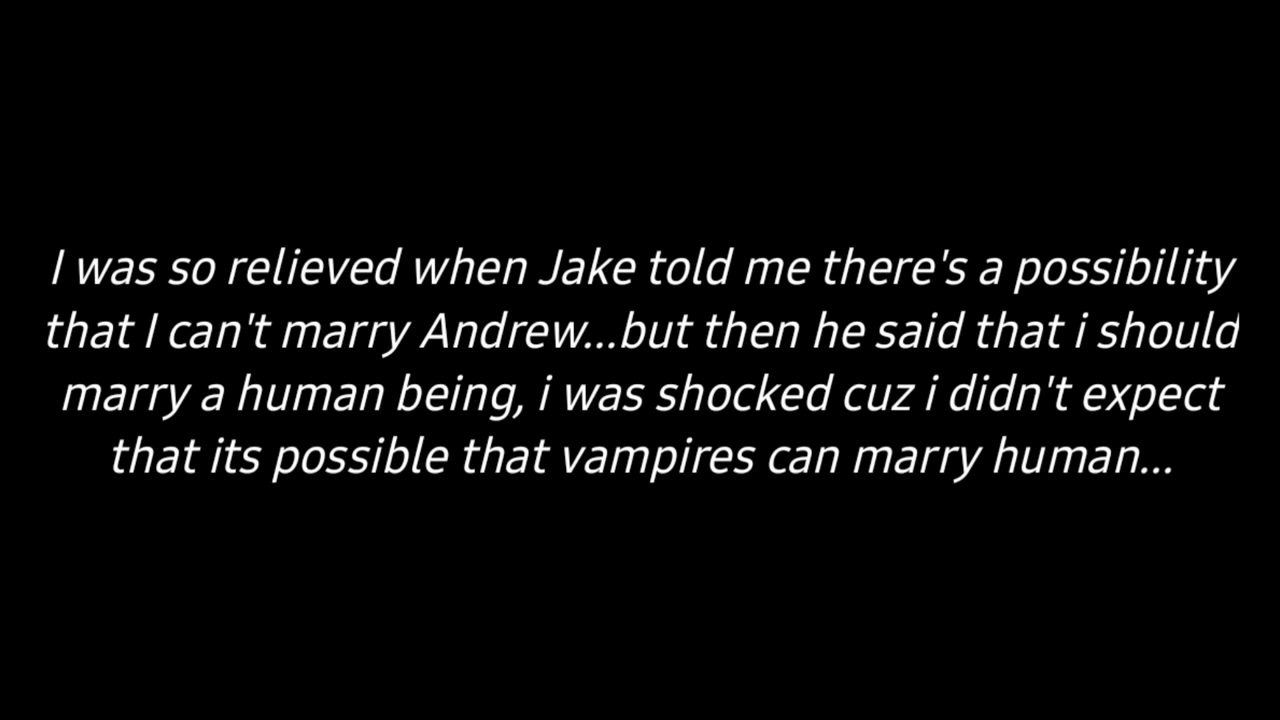 I was so relieved when Jake told me there's a possibility
that I can't marry Andrew...but then he said that i should
marry a human being, i was shocked cuz i didn't expect
that its possible that vampires can marry human...